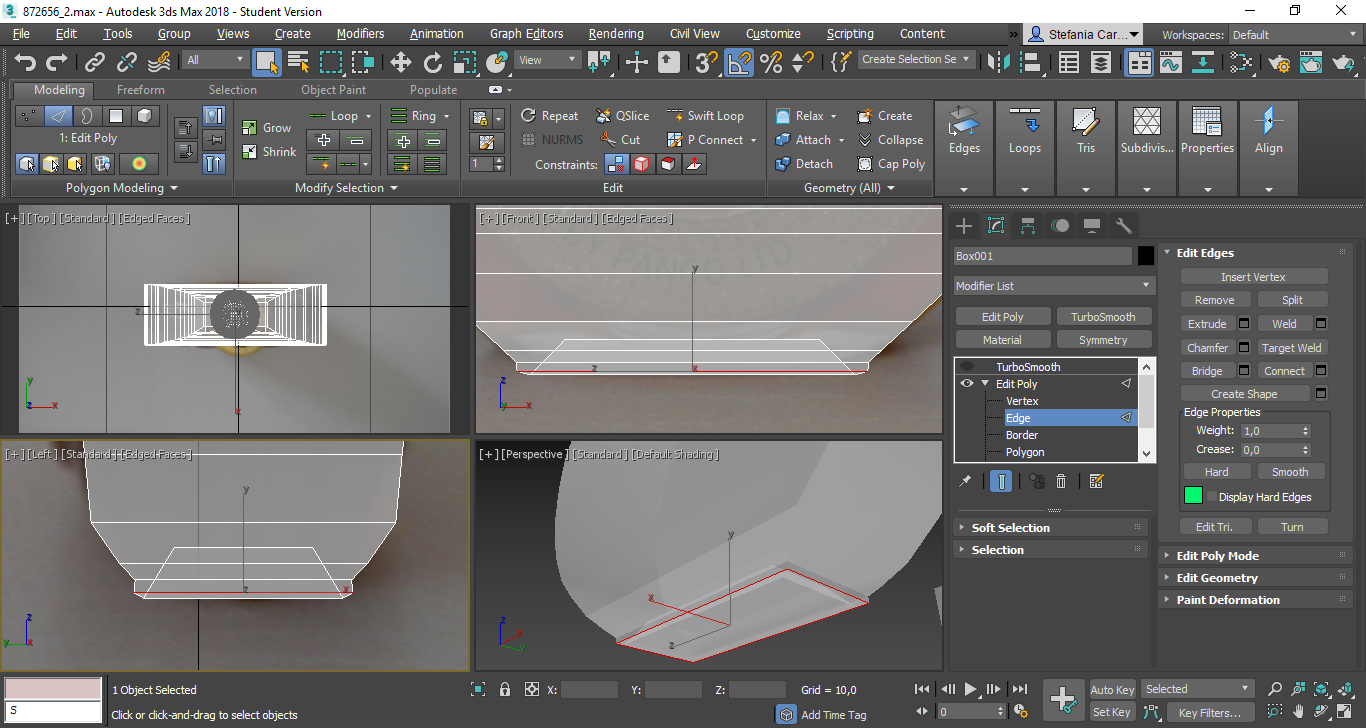 872656_2.max - Autodesk 3ds Max 2018 - Student Version
File Edit Tools Group Views Create Modifiers Animation Graph Editors Rendering Civil View Customize Scripting Content » Stefania Car... Workspaces: Default
All View Create Selection Se
Modeling Freeform Selection Object Paint Populate
Loop Ring Repeat QSlice Swift Loop Relax Create
1: Edit Poly Grow NURMS Cut P Connect Attach Collapse Edges Loops Tris Subdivis... Properties Align
Shrink 1 Constraints: Detach Cap Poly
Polygon Modeling Modify Selection Edit Geometry (All)
[+] [Top] [Standard] [Edged Faces] [+] [Front] [Standard] [Edged Faces]
PANGO LTD
z y x
y z x
z y x
z x
Box001
Modifier List
Edit Poly TurboSmooth
Material Symmetry
TurboSmooth
Edit Poly
Vertex
Edge
Border
Polygon
Soft Selection
Selection
Edit Edges
Insert Vertex
Remove Split
Extrude Weld
Chamfer Target Weld
Bridge Connect
Create Shape
Edge Properties
Weight: 1,0
Crease: 0,0
Hard Smooth
Display Hard Edges
Edit Tri. Turn
Edit Poly Mode
Edit Geometry
Paint Deformation
[+] [Left] [Standard] [Edged Faces] [+] [Perspective] [Standard] [Default Shading]
y z x
z y x
y x z
z x y
S
1 Object Selected X: Y: Z: Grid = 10,0 Auto Key Selected
Click or click-and-drag to select objects Add Time Tag 0 Set Key Key Filters...